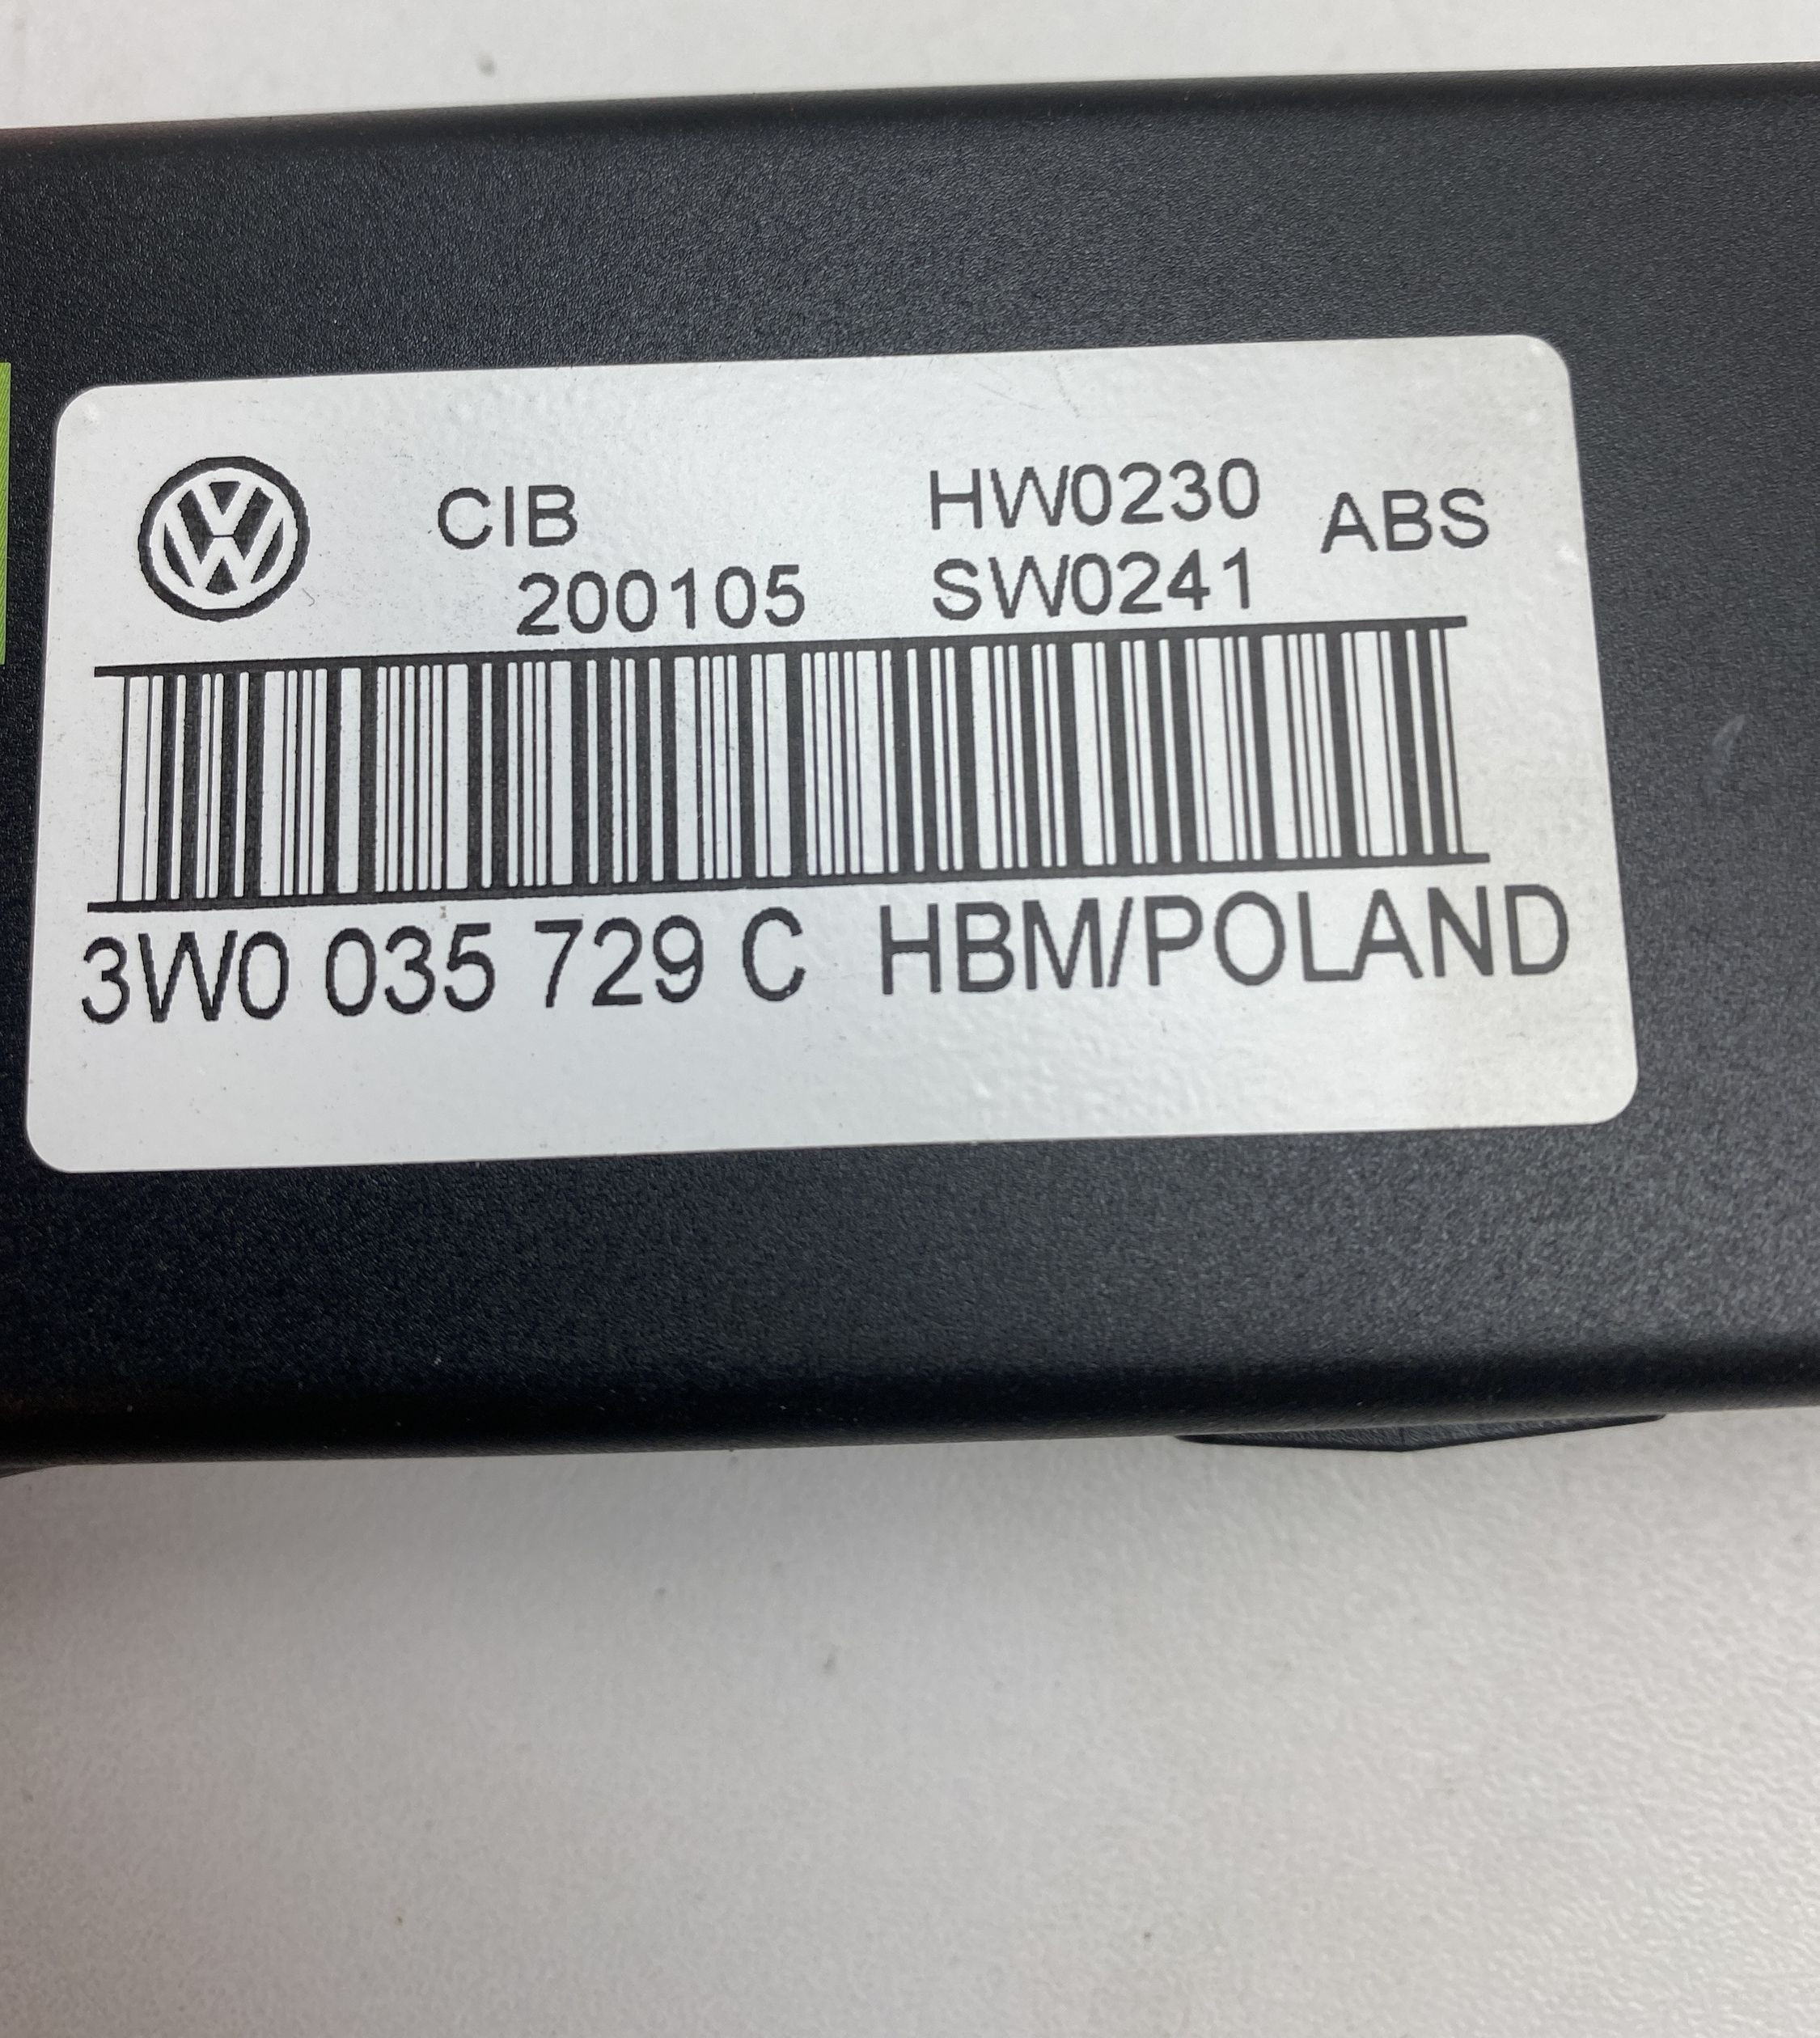 CIB HW0230 ABS
200105 SW0241
3W0 035 729 C HBM/POLAND